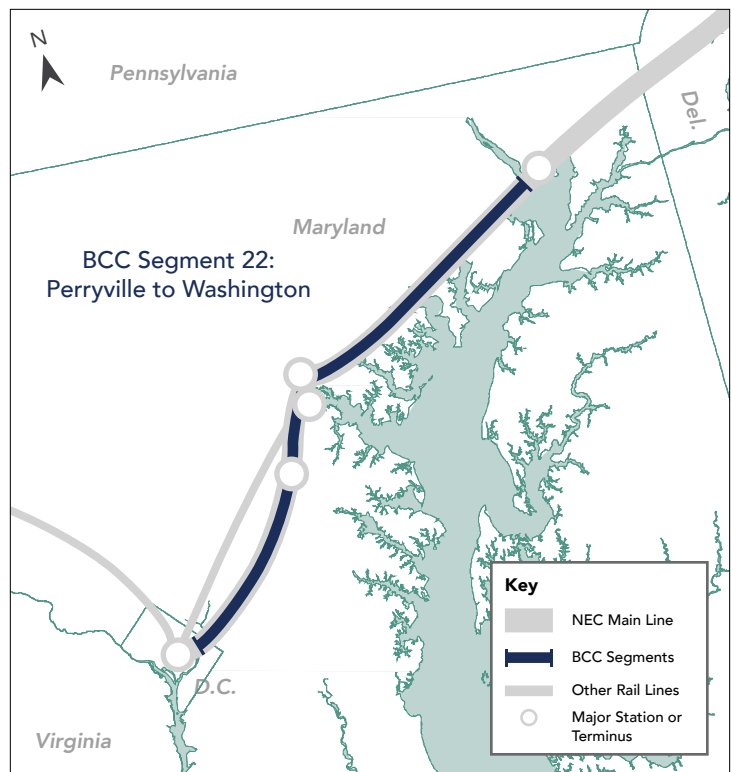 N
Pennsylvania
Del.
Maryland
BCC Segment 22:
Perryville to Washington
Key
NEC Main Line
BCC Segments
Other Rail Lines
Major Station or
Terminus
D.C.
Virginia